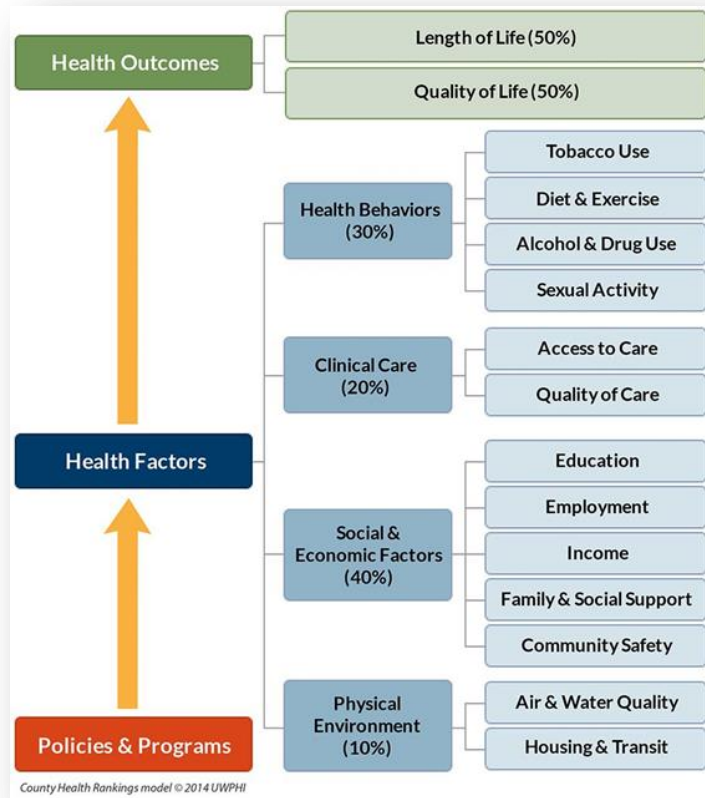 Health Outcomes
Length of Life (50%)
Quality of Life (50%)
Health Factors
Health Behaviors
(30%)
Tobacco Use
Diet & Exercise
Alcohol & Drug Use
Sexual Activity
Clinical Care
(20%)
Access to Care
Quality of Care
Social &
Economic Factors
(40%)
Education
Employment
Income
Family & Social Support
Community Safety
Physical
Environment
(10%)
Air & Water Quality
Housing & Transit
Policies & Programs
County Health Rankings model © 2014 UWPHI